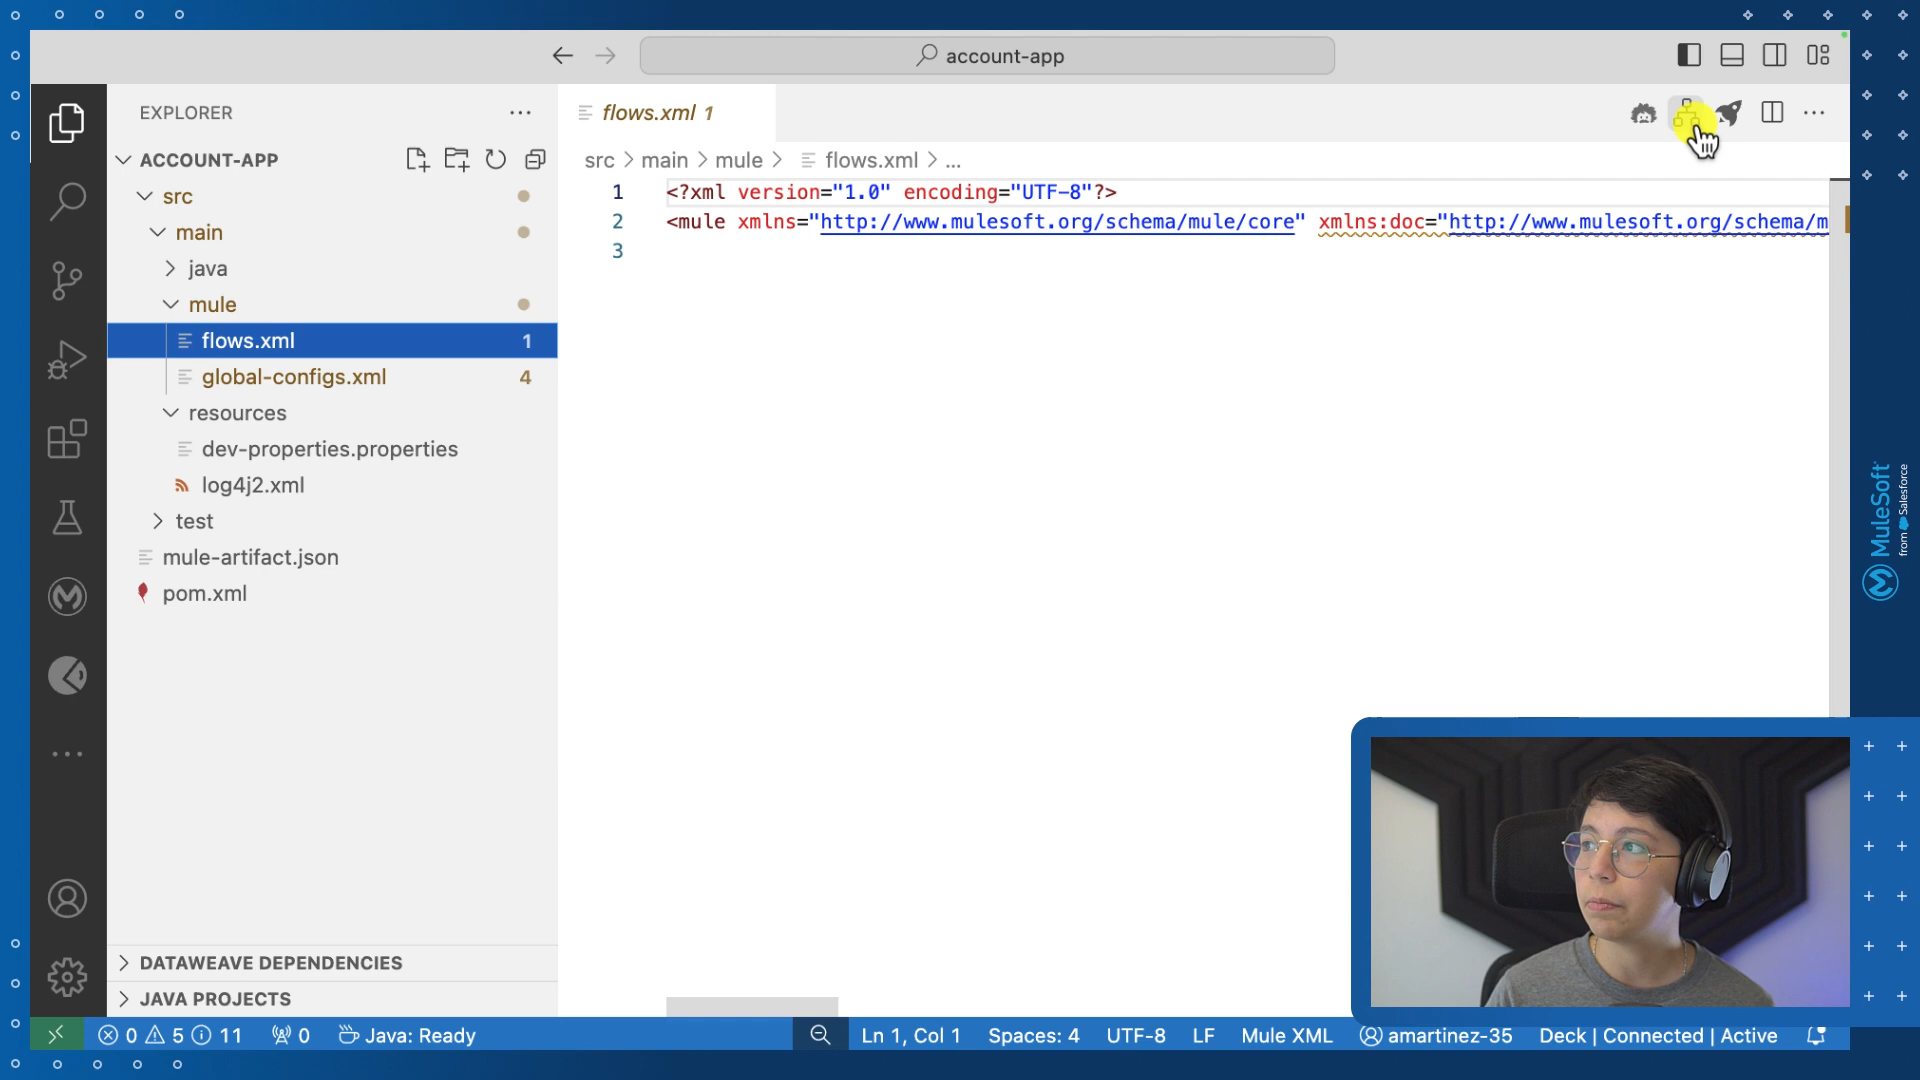 account-app
EXPLORER
flows.xml 1
ACCOUNT-APP
src > main > mule > flows.xml > ...
src
1 <?xml version="1.0" encoding="UTF-8"?>
main
2 <mule xmlns="http://www.mulesoft.org/schema/mule/core" xmlns:doc="http://www.mulesoft.org/schema/m
3
java
mule
flows.xml 1
global-configs.xml 4
resources
dev-properties.properties
log4j2.xml
test
mule-artifact.json
pom.xml
MuleSoft
from Salesforce
DATAWEAVE DEPENDENCIES
JAVA PROJECTS
0 5 11 0 Java: Ready Ln 1, Col 1 Spaces: 4 UTF-8 LF Mule XML amartinez-35 Deck | Connected | Active